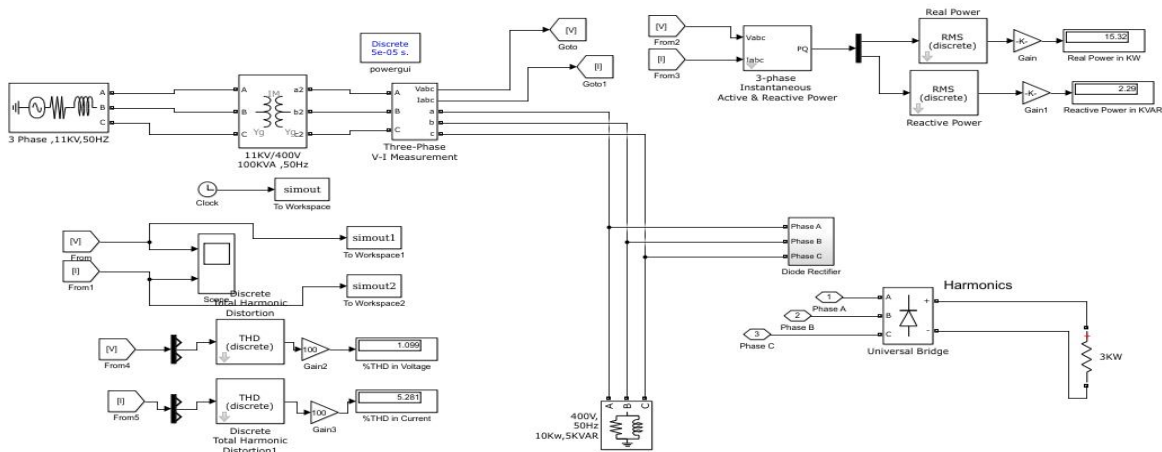 A
B
C
3 Phase ,11KV,50HZ
A
B
C
Yg
Yg
a2
b2
c2
11KV/400V
100KVA ,50Hz
Discrete
5e-05 s.
powergui
A
B
C
Vabc
Iabc
a
b
c
Three-Phase
V-I Measurement
[V]
Goto
[I]
Goto1
[V]
From2
[I]
From3
Vabc
Iabc
PQ
3-phase
Instantaneous
Active & Reactive Power
Real Power
RMS
(discrete)
-K-
Gain
15.32
Real Power in KW
RMS
(discrete)
Reactive Power
-K-
Gain1
2.29
Reactive Power in KVAR
Clock
simout
To Workspace
[V]
From
[I]
From1
simout1
To Workspace1
simout2
To Workspace2
Discrete
Total Harmonic
Distortion
[V]
From4
THD
(discrete)
100
Gain2
1.099
%THD in Voltage
[I]
From5
THD
(discrete)
100
Gain3
5.281
%THD in Current
Discrete
Total Harmonic
Distortion1
Phase A
Phase B
Phase C
Diode Rectifier
Harmonics
1
Phase A
2
Phase B
3
Phase C
A
B
C
+
-
Universal Bridge
+
3KW
A
B
C
400V,
50Hz
10Kw,5KVAR